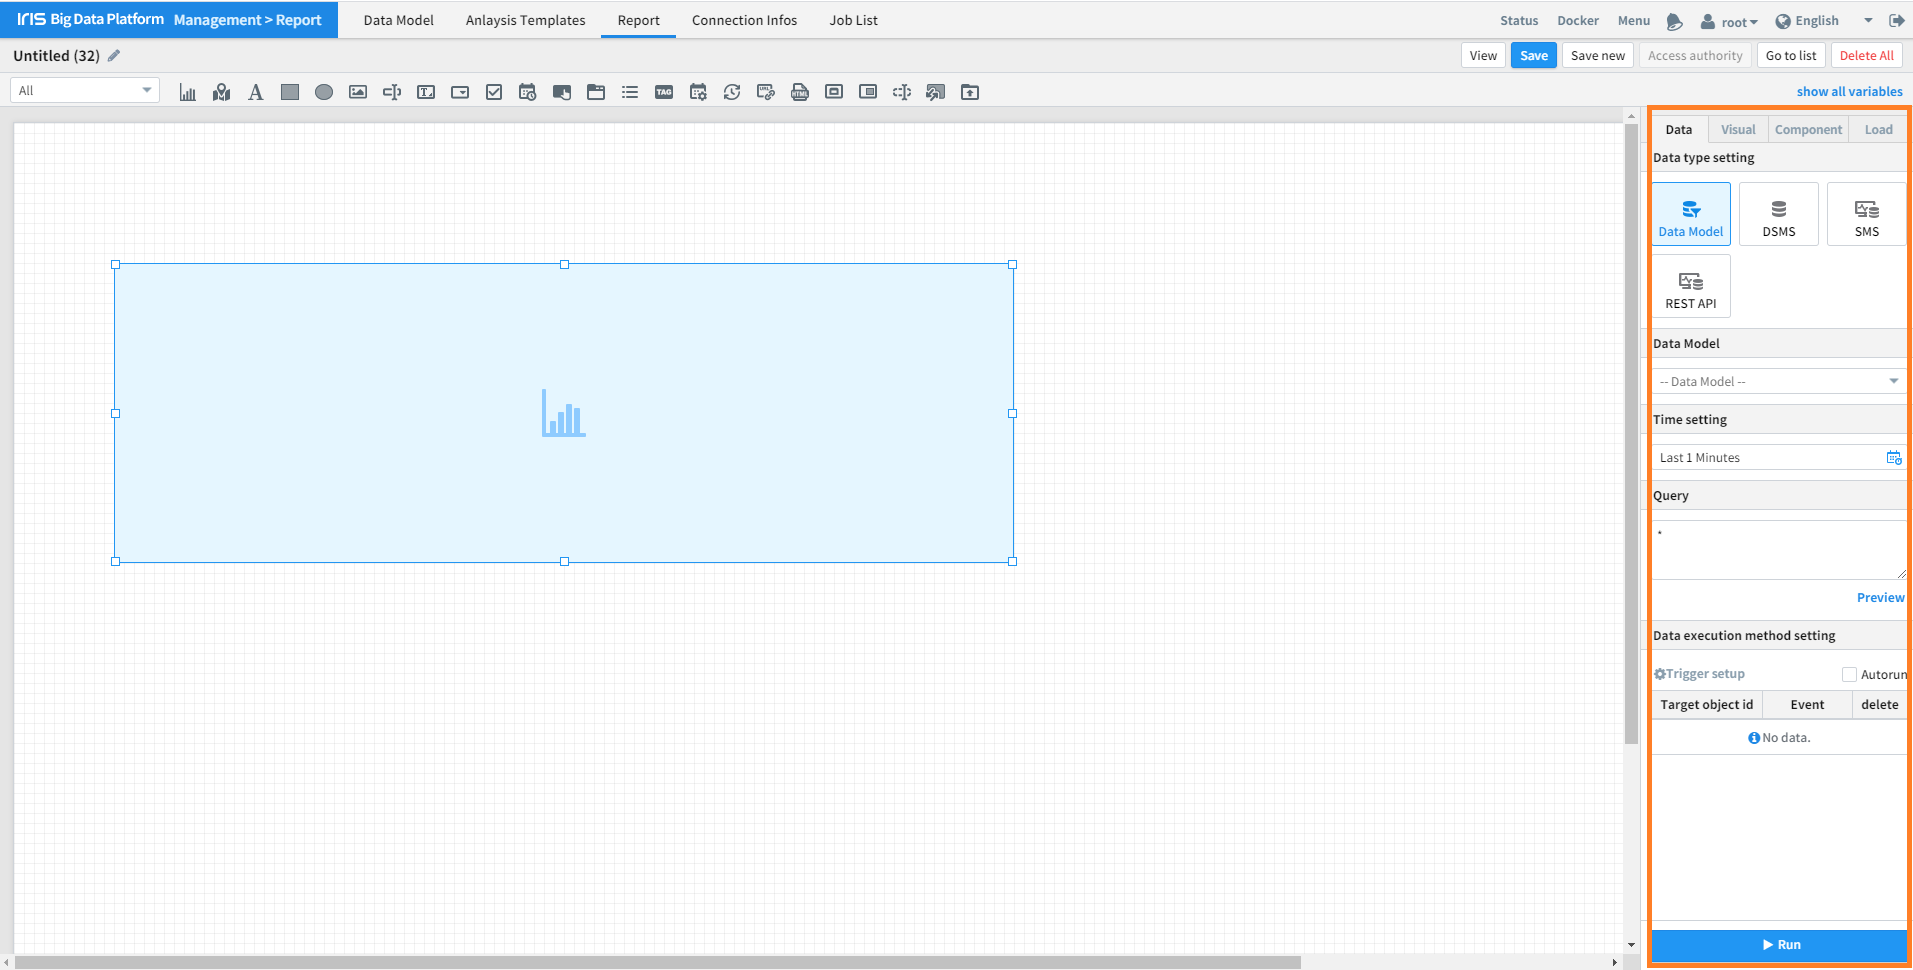 IRIS Big Data Platform Management > Report Data Model Anlaysis Templates Report Connection Infos Job List Status Docker Menu root English
Untitled (32) View Save Save new Access authority Go to list Delete All
All A T TAG URL HTML show all variables
Data Visual Component Load
Data type setting
Data Model DSMS SMS
REST API
Data Model
-- Data Model --
Time setting
Last 1 Minutes
Query
*
Preview
Data execution method setting
Trigger setup Autorun
Target object id Event delete
No data.
Run